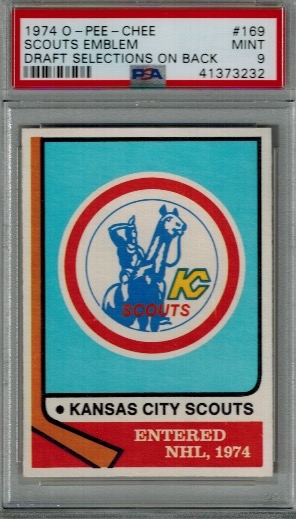 1974 O - PEE - CHEE #169
SCOUTS EMBLEM MINT
DRAFT SELECTIONS ON BACK 9
PSA 41373232
KC
SCOUTS
KANSAS CITY SCOUTS
ENTERED
NHL, 1974